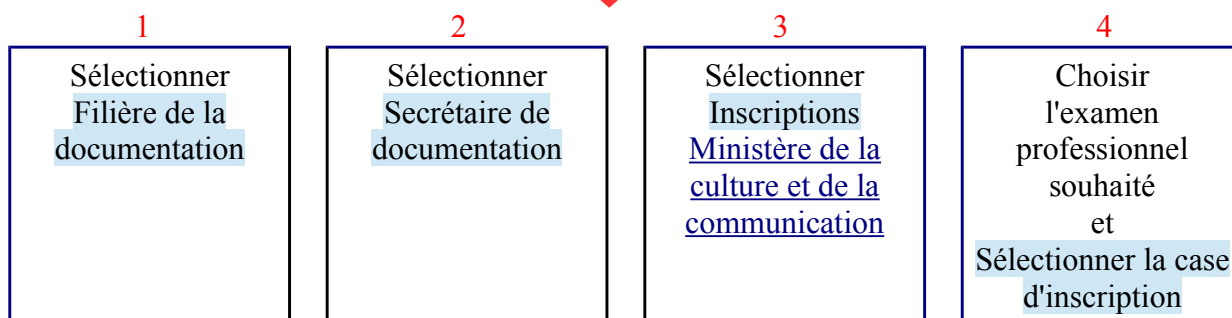 1
Sélectionner
Filière de la
documentation
2
Sélectionner
Secrétaire de
documentation
3
Sélectionner
Inscriptions
Ministère de la
culture et de la
communication
4
Choisir
l'examen
professionnel
souhaité
et
Sélectionner la case
d'inscription